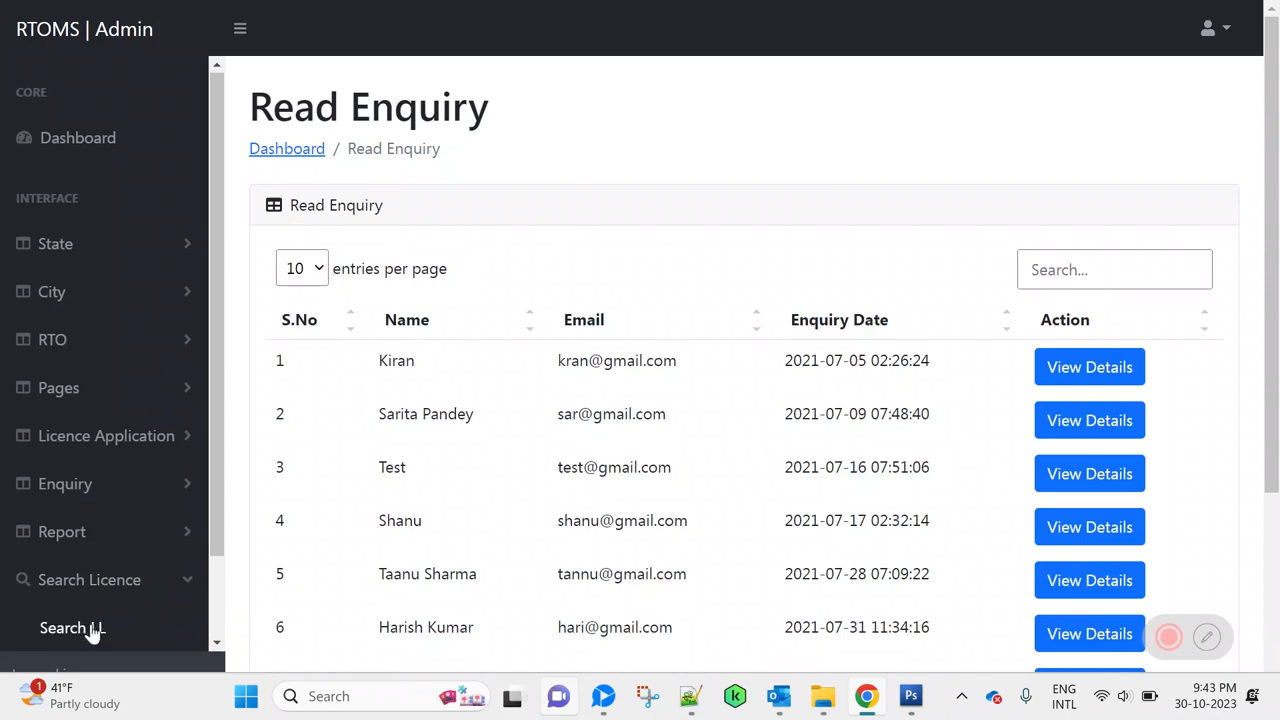 RTOMS | Admin
CORE
Dashboard
INTERFACE
State
City
RTO
Pages
Licence Application
Enquiry
Report
Search Licence
Search LL
Read Enquiry
Dashboard / Read Enquiry
Read Enquiry
10 entries per page
Search...
S.No Name Email Enquiry Date Action
1 Kiran kran@gmail.com 2021-07-05 02:26:24 View Details
2 Sarita Pandey sar@gmail.com 2021-07-09 07:48:40 View Details
3 Test test@gmail.com 2021-07-16 07:51:06 View Details
4 Shanu shanu@gmail.com 2021-07-17 02:32:14 View Details
5 Taanu Sharma tannu@gmail.com 2021-07-28 07:09:22 View Details
6 Harish Kumar hari@gmail.com 2021-07-31 11:34:16 View Details
1
41°F
Partly cloudy
Search
k
Ps
ENG
INTL
9:43 PM
30-10-2023